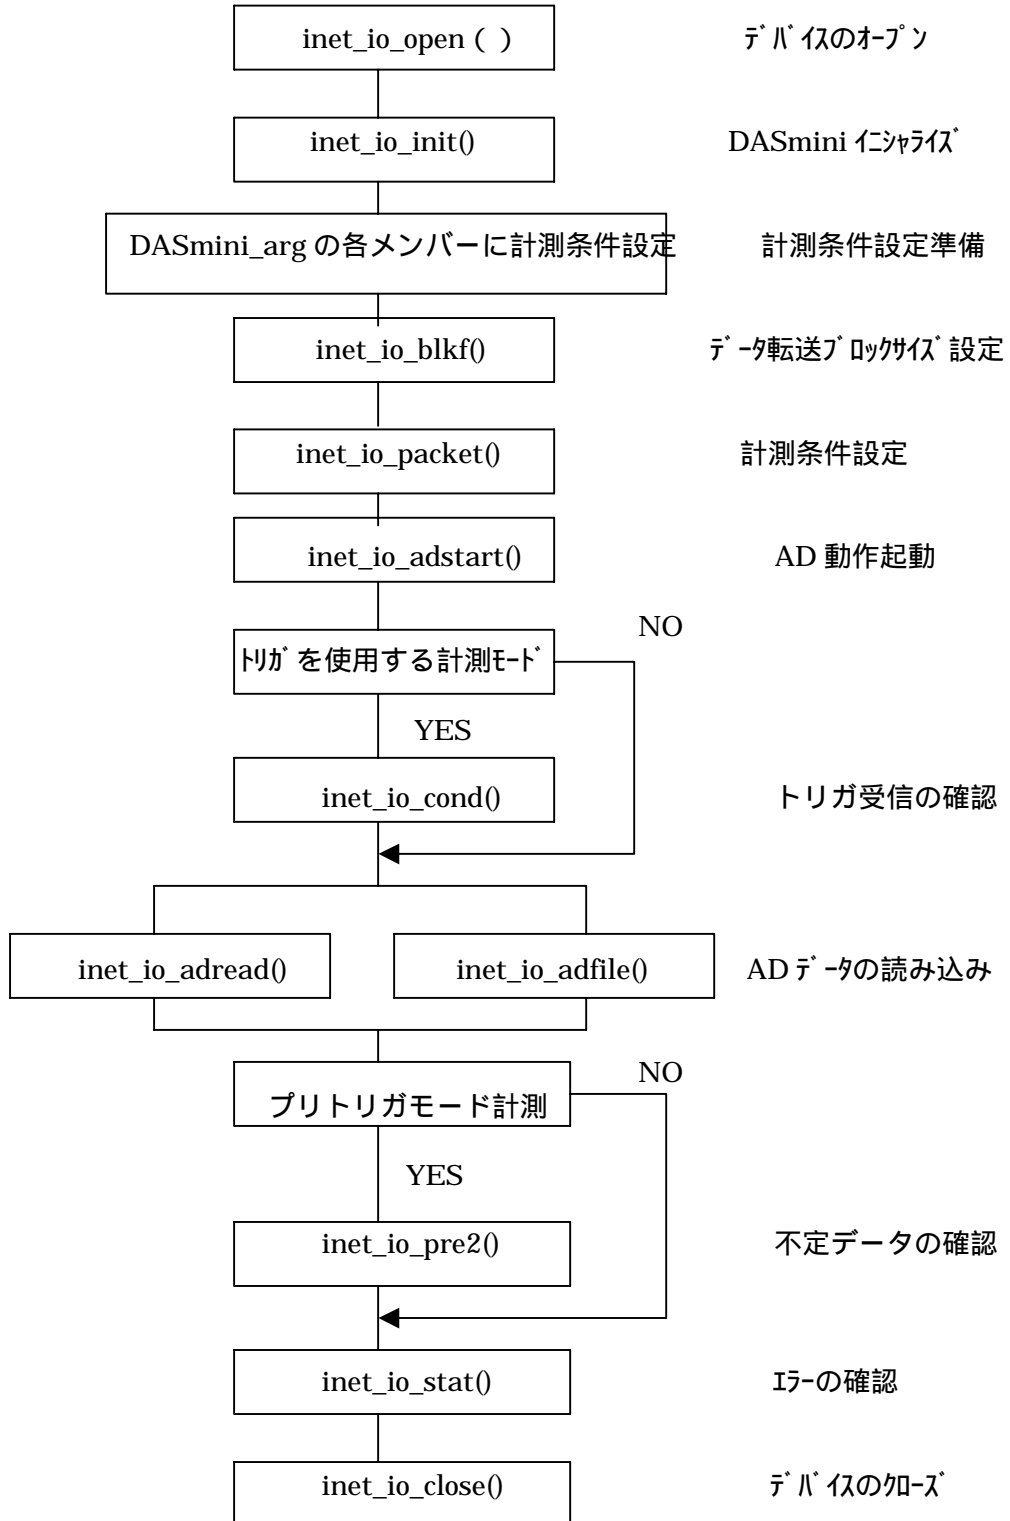 inet_io_open ( )
ﾃﾞﾊﾞｲｽのｵｰﾌﾟﾝ
inet_io_init()
DASmini ｲﾆｼｬﾗｲｽﾞ
DASmini_arg の各メンバーに計測条件設定
計測条件設定準備
inet_io_blkf()
ﾃﾞｰﾀ転送ﾌﾞﾛｯｸｻｲｽﾞ設定
inet_io_packet()
計測条件設定
inet_io_adstart()
AD 動作起動
NO
ﾄﾘｶﾞを使用する計測ﾓｰﾄﾞ
YES
inet_io_cond()
トリガ受信の確認
inet_io_adread()
inet_io_adfile()
AD ﾃﾞｰﾀの読み込み
NO
プリトリガモード計測
YES
inet_io_pre2()
不定データの確認
inet_io_stat()
ｴﾗｰの確認
inet_io_close()
ﾃﾞﾊﾞｲｽのｸﾛｰｽﾞ